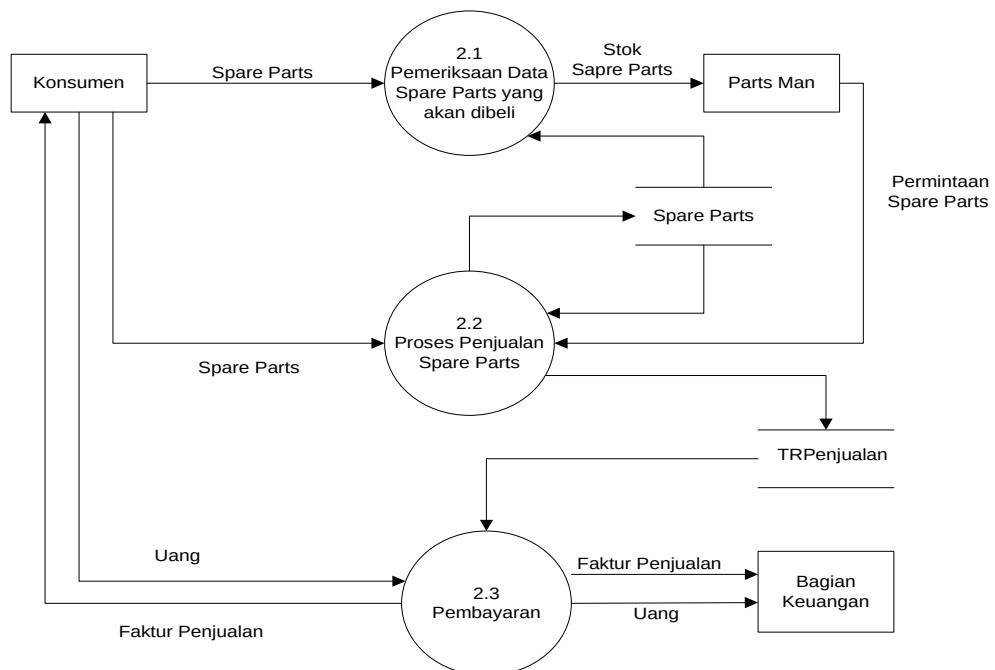 2.1
Pemeriksaan Data
Spare Parts yang
akan dibeli
Konsumen
Spare Parts
Stok
Sapre Parts
Parts Man
Permintaan
Spare Parts
Spare Parts
2.2
Proses Penjualan
Spare Parts
Spare Parts
TRPenjualan
Uang
Faktur Penjualan
2.3
Pembayaran
Faktur Penjualan
Uang
Bagian
Keuangan